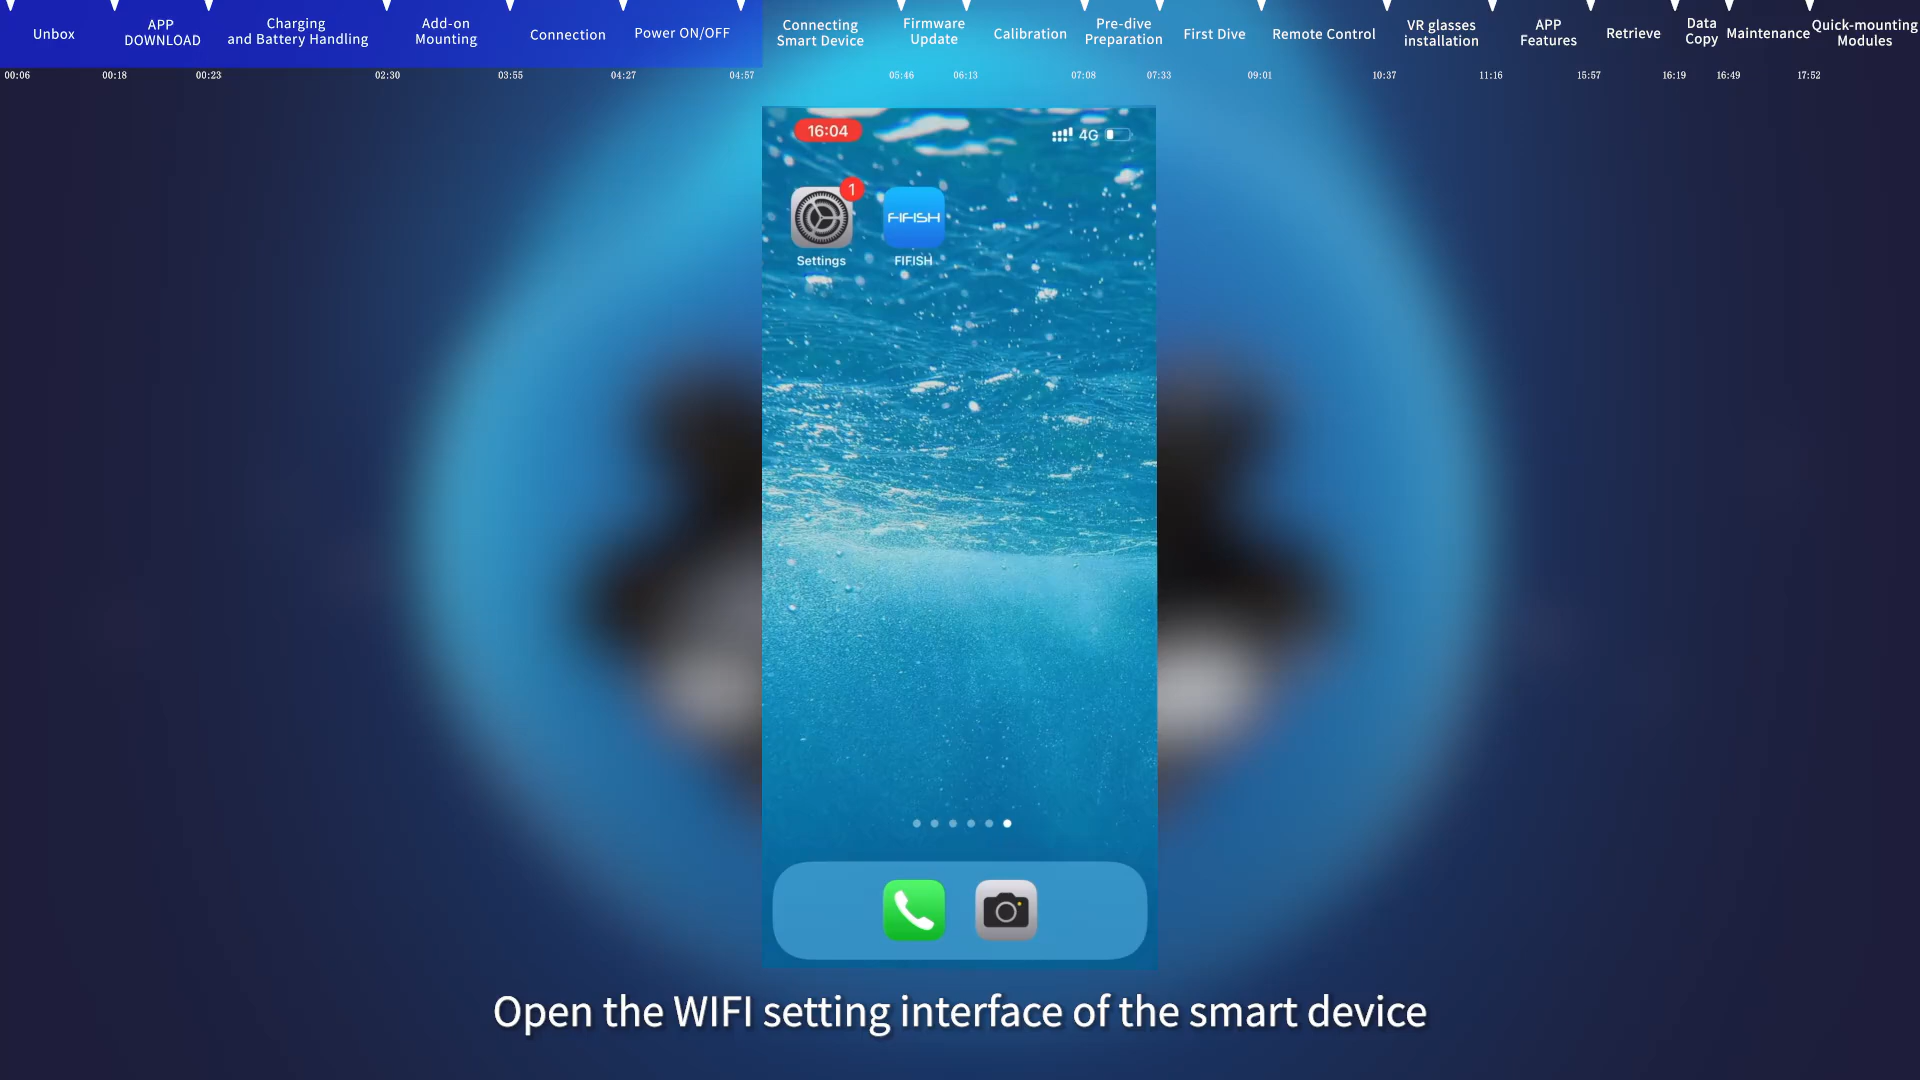 Unbox
APP
DOWNLOAD
Charging
and Battery Handling
Add-on
Mounting
Connection
Power ON/OFF
Connecting
Smart Device
Firmware
Update
Calibration
Pre-dive
Preparation
First Dive
Remote Control
VR glasses
installation
APP
Features
Retrieve
Data
Copy
Maintenance
Quick-mounting
Modules
00:06
00:18
00:23
02:30
03:55
04:27
04:57
05:46
06:13
07:08
07:33
09:01
10:37
11:16
15:57
16:19
16:49
17:52
16:04
4G
1
FIFISH
Settings
FIFISH
Open the WIFI setting interface of the smart device